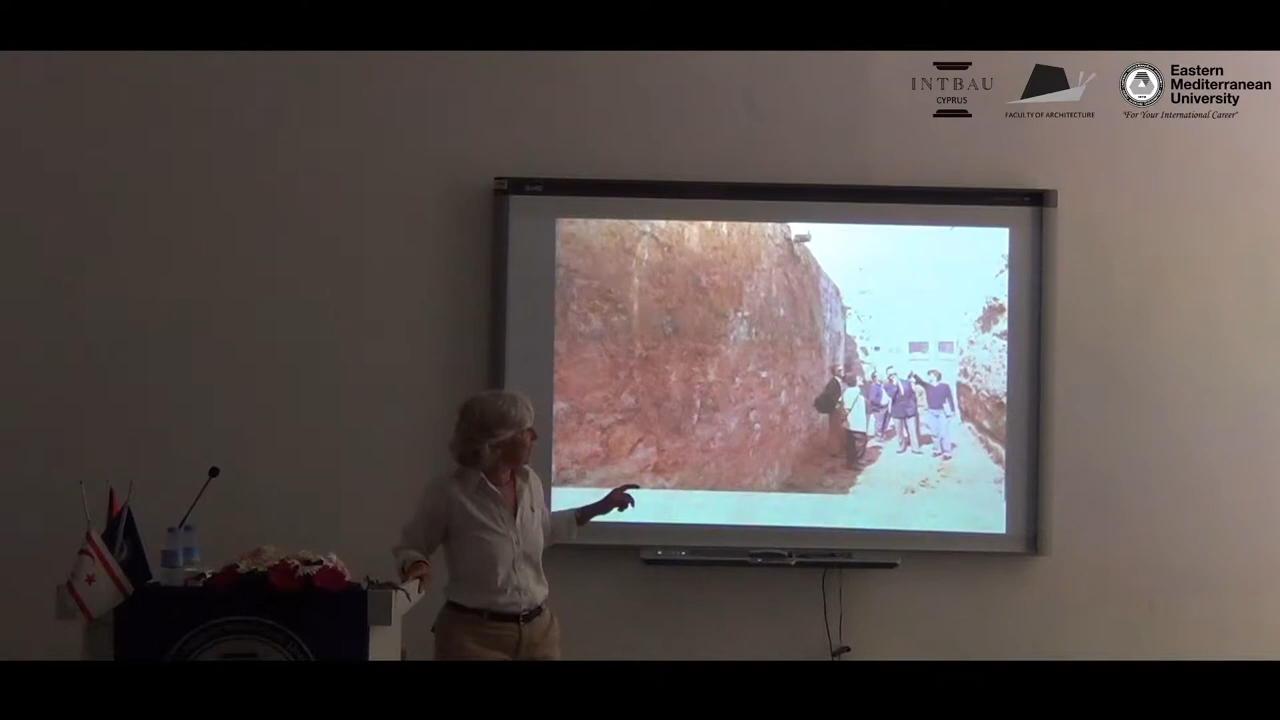 INTBAU
CYPRUS
FACULTY OF ARCHITECTURE
Eastern
Mediterranean
University
"For Your International Career"